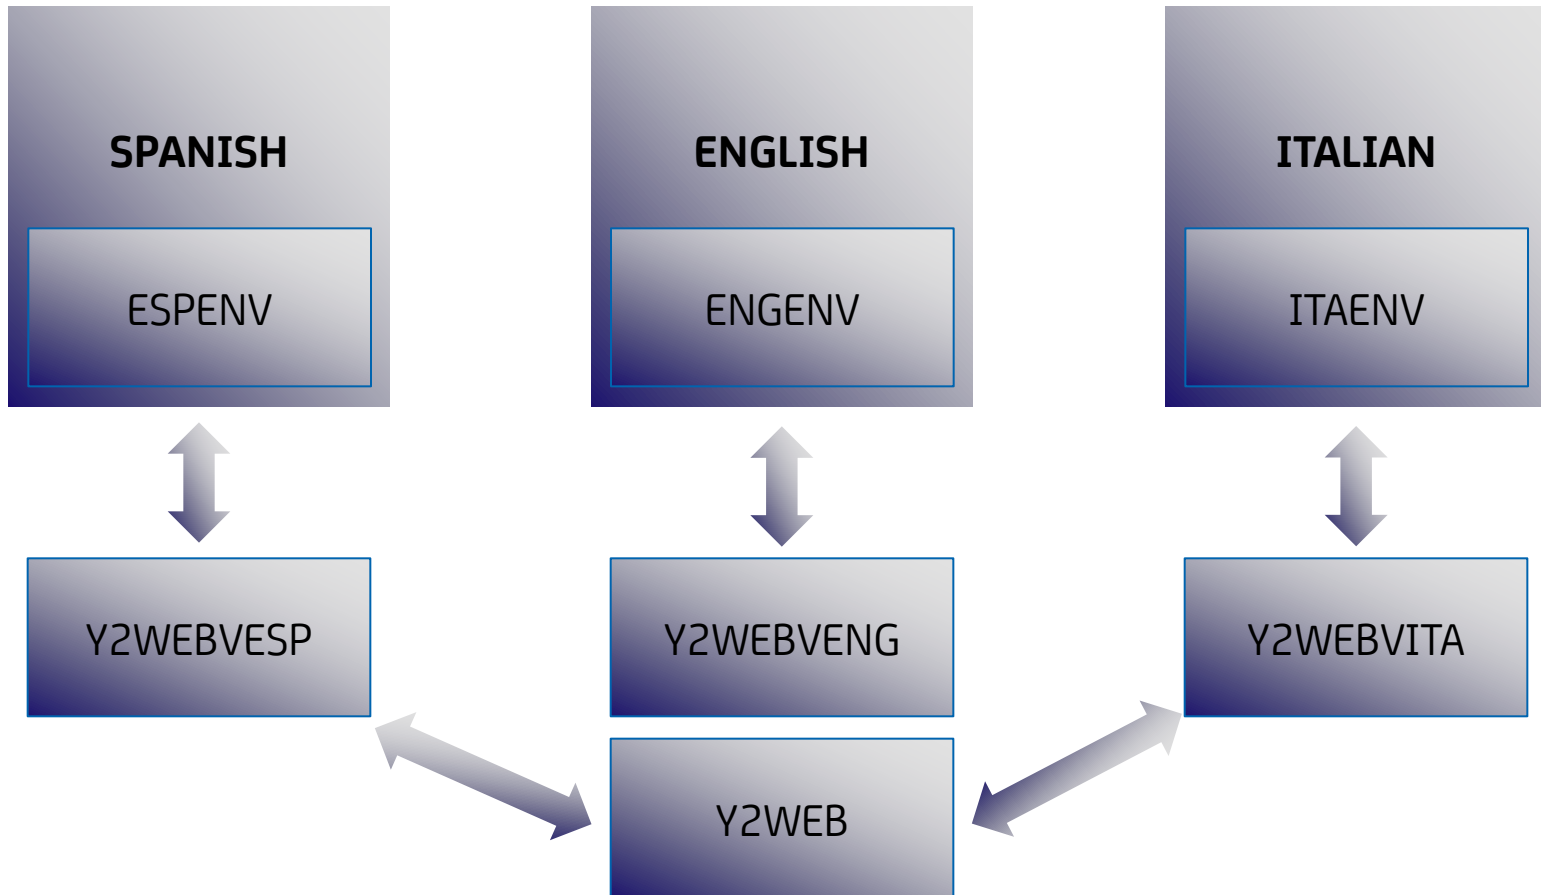 SPANISH
ENGLISH
ITALIAN
ESPENV
ENGENV
ITAENV
Y2WEBVESP
Y2WEBVENG
Y2WEBVITA
Y2WEB